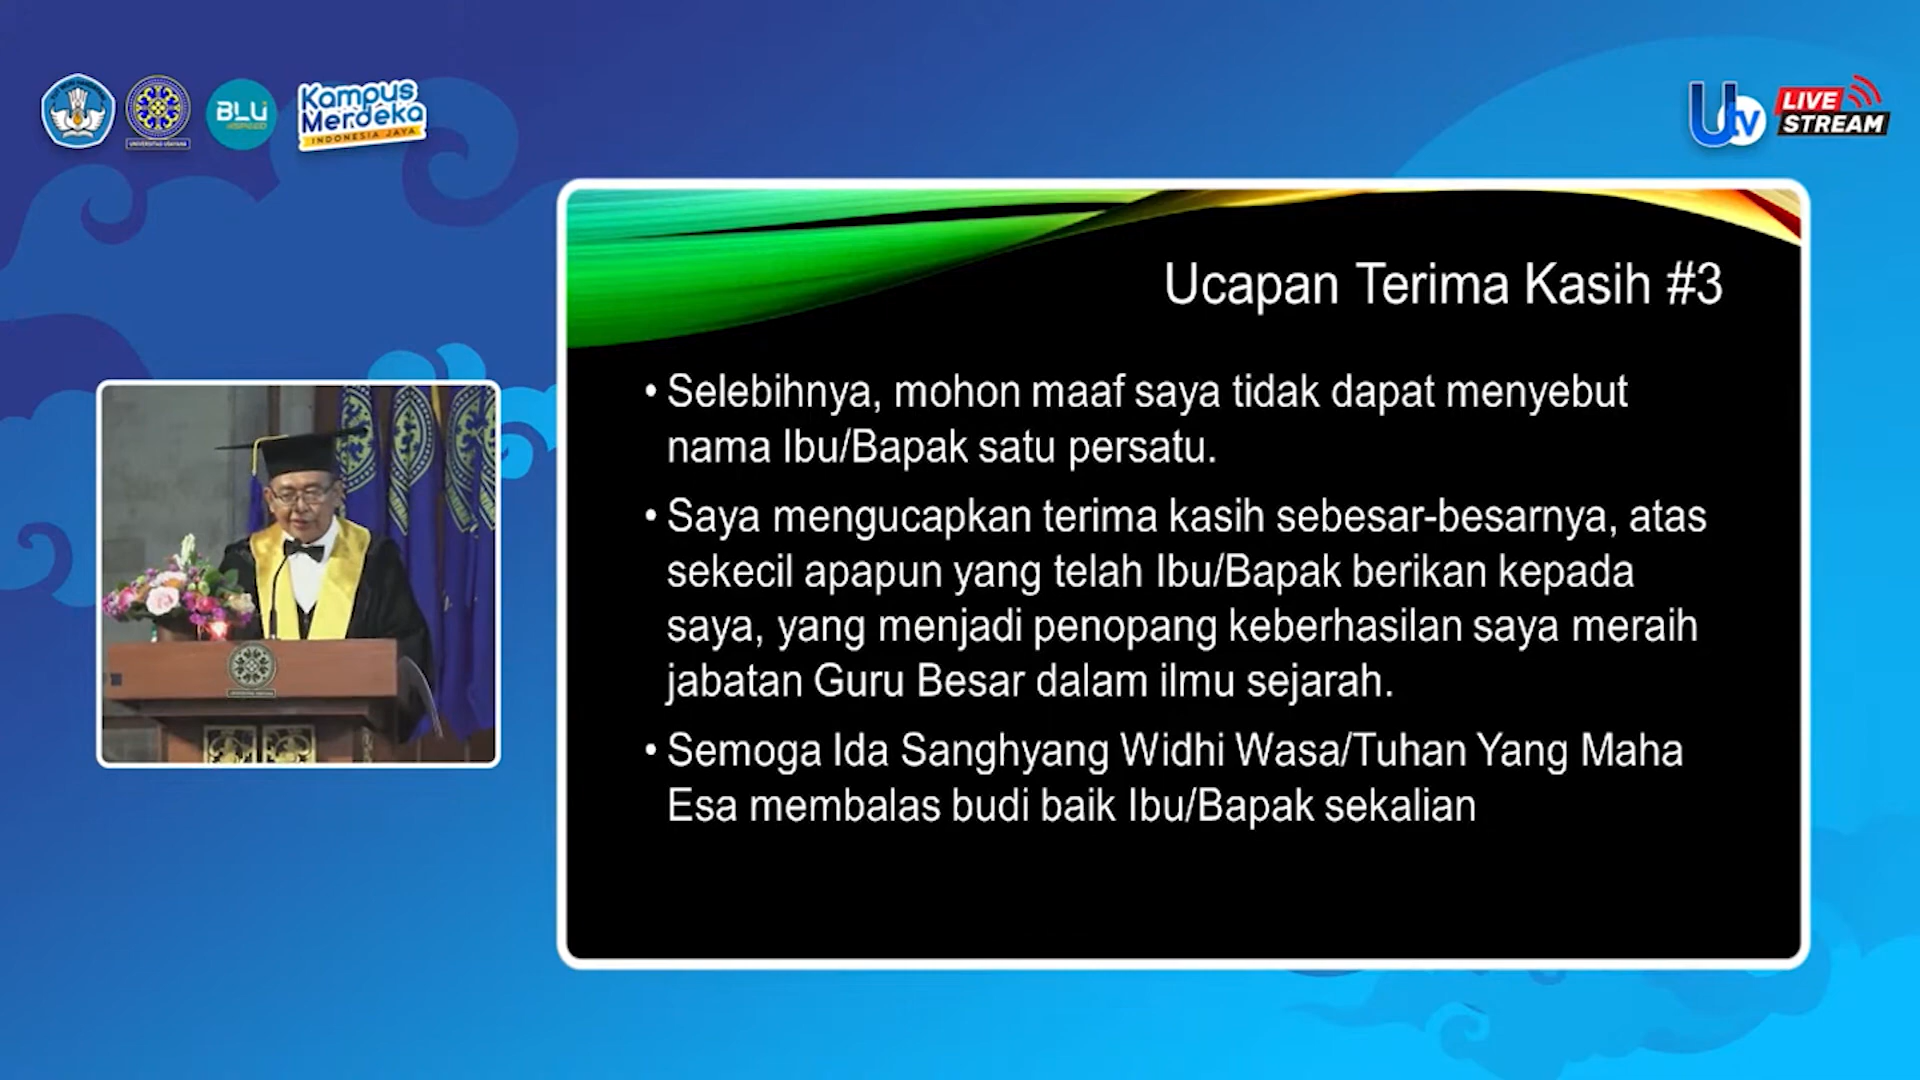 BLU
Kampus
Merdeka
INDONESIA JAYA
UNIVERSITAS UDAYANA
Utv
LIVE
STREAM
Ucapan Terima Kasih #3
• Selebihnya, mohon maaf saya tidak dapat menyebut
nama Ibu/Bapak satu persatu.
• Saya mengucapkan terima kasih sebesar-besarnya, atas
sekecil apapun yang telah Ibu/Bapak berikan kepada
saya, yang menjadi penopang keberhasilan saya meraih
jabatan Guru Besar dalam ilmu sejarah.
• Semoga Ida Sanghyang Widhi Wasa/Tuhan Yang Maha
Esa membalas budi baik Ibu/Bapak sekalian